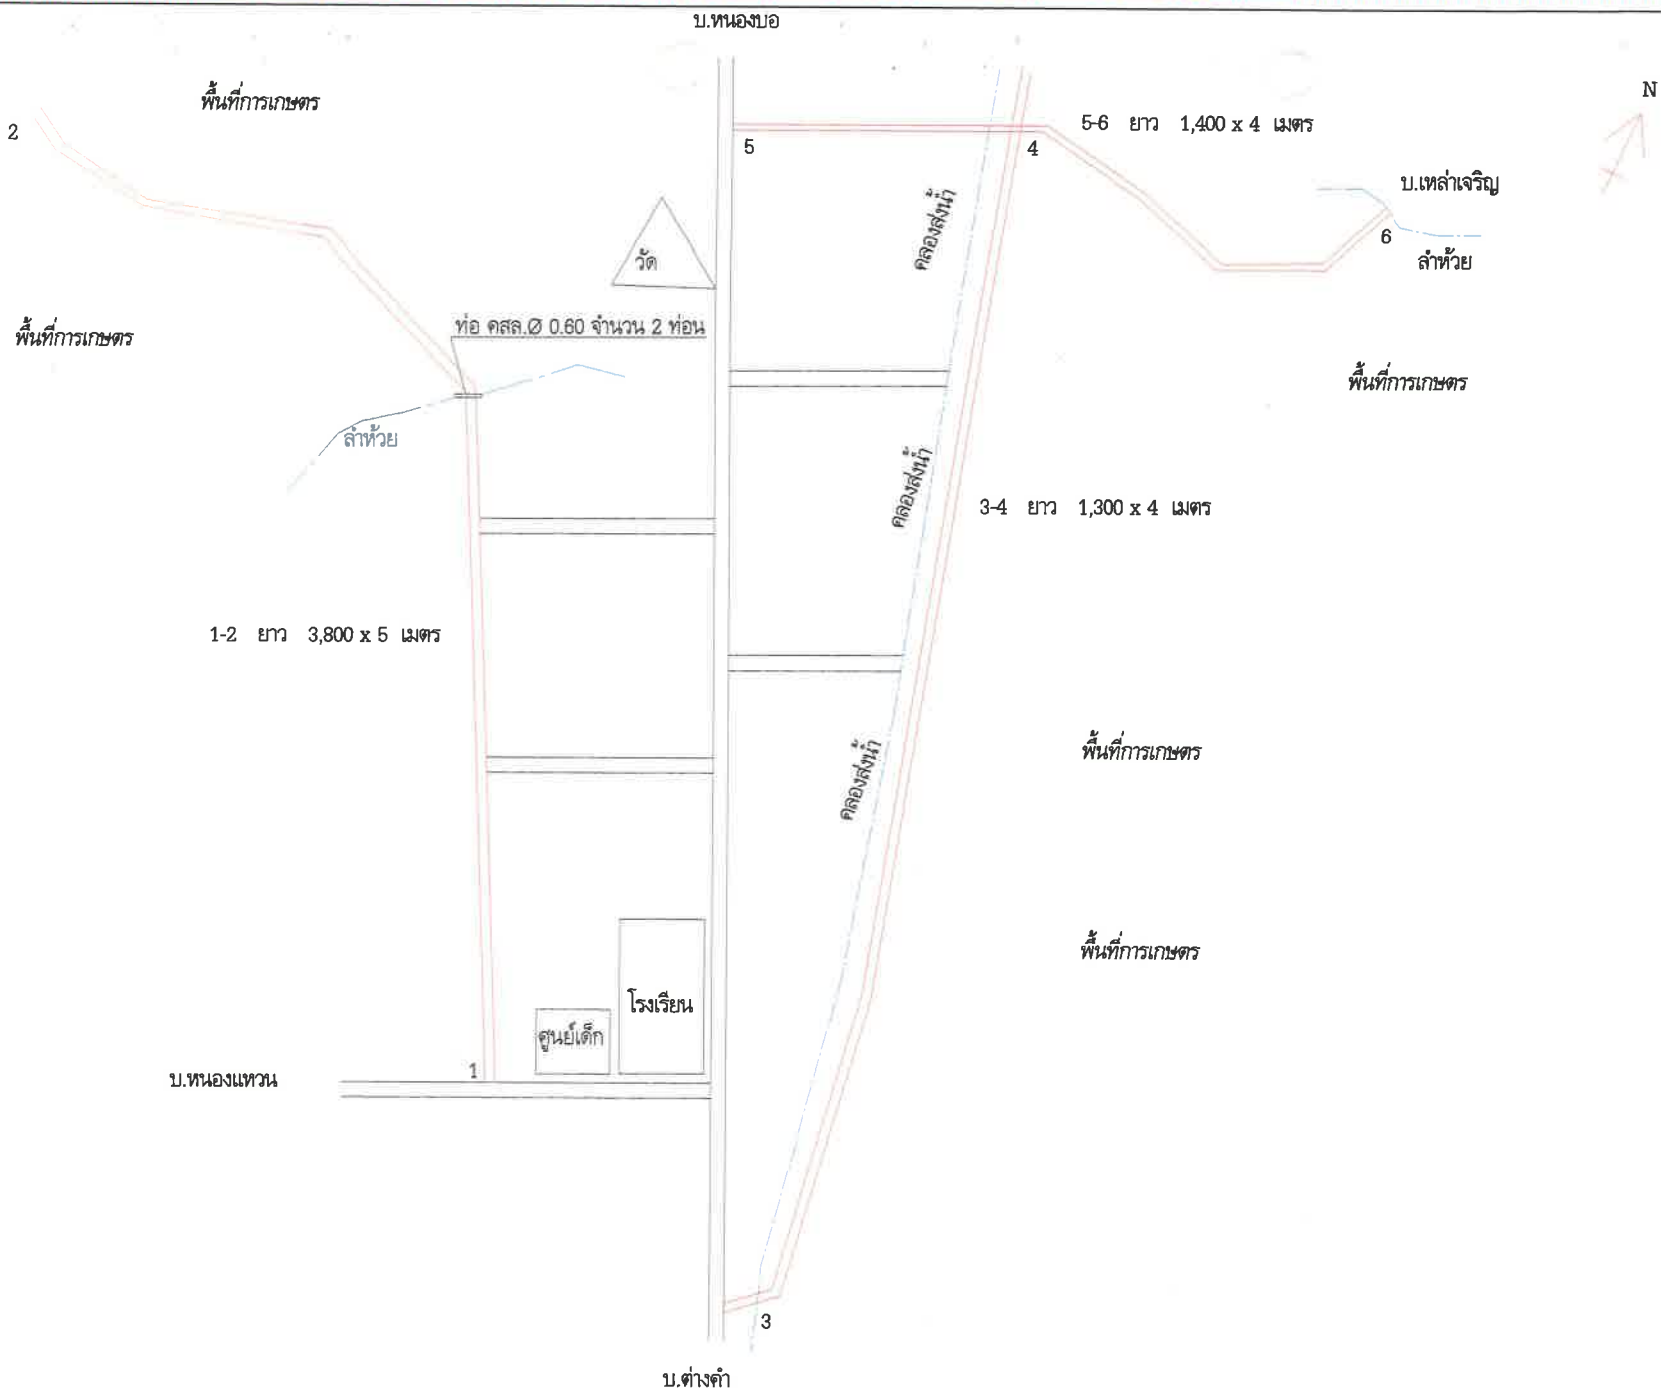 บ.หนองบอ
N
พื้นที่การเกษตร
2
5-6 ยาว 1,400 x 4 เมตร
5
4
บ.เหล่าเจริญ
6
ลำห้วย
คลองส่งน้ำ
วัด
ท่อ คสล.Ø 0.60 จำนวน 2 ท่อน
พื้นที่การเกษตร
พื้นที่การเกษตร
ลำห้วย
คลองส่งน้ำ
3-4 ยาว 1,300 x 4 เมตร
1-2 ยาว 3,800 x 5 เมตร
พื้นที่การเกษตร
คลองส่งน้ำ
พื้นที่การเกษตร
โรงเรียน
ศูนย์เด็ก
1
บ.หนองแหวน
3
บ.ต่างคำ